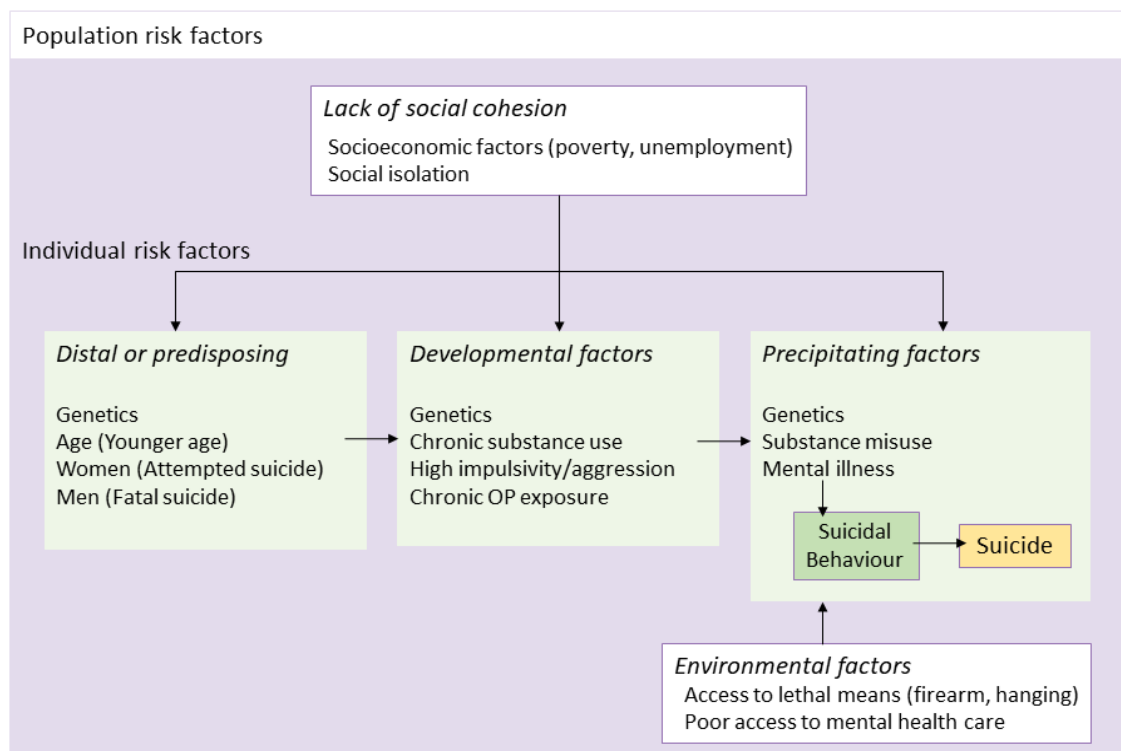 Population risk factors
Lack of social cohesion
Socioeconomic factors (poverty, unemployment)
Social isolation
Individual risk factors
Distal or predisposing
Genetics
Age (Younger age)
Women (Attempted suicide)
Men (Fatal suicide)
Developmental factors
Genetics
Chronic substance use
High impulsivity/aggression
Chronic OP exposure
Precipitating factors
Genetics
Substance misuse
Mental illness
Suicidal
Behaviour
Suicide
Environmental factors
Access to lethal means (firearm, hanging)
Poor access to mental health care